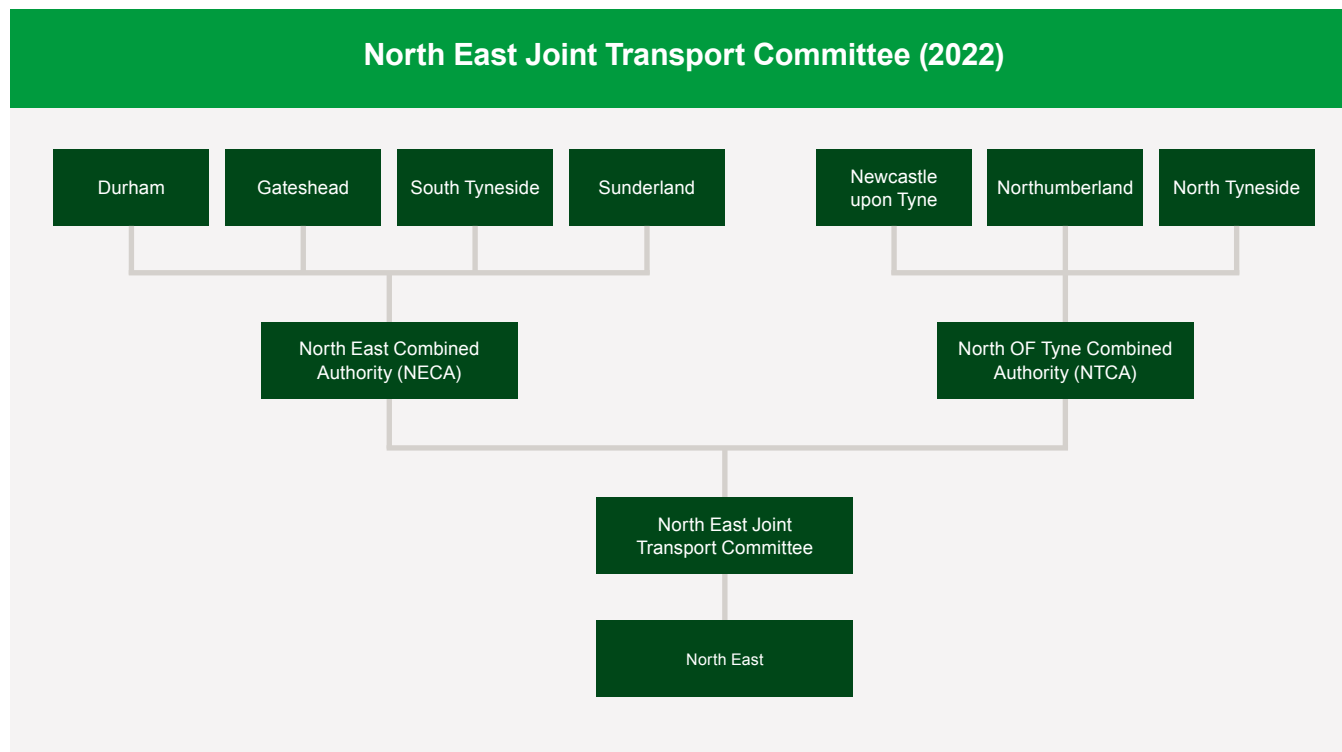 North East Joint Transport Committee (2022)
Durham
Gateshead
South Tyneside
Sunderland
Newcastle
upon Tyne
Northumberland
North Tyneside
North East Combined
Authority (NECA)
North OF Tyne Combined
Authority (NTCA)
North East Joint
Transport Committee
North East